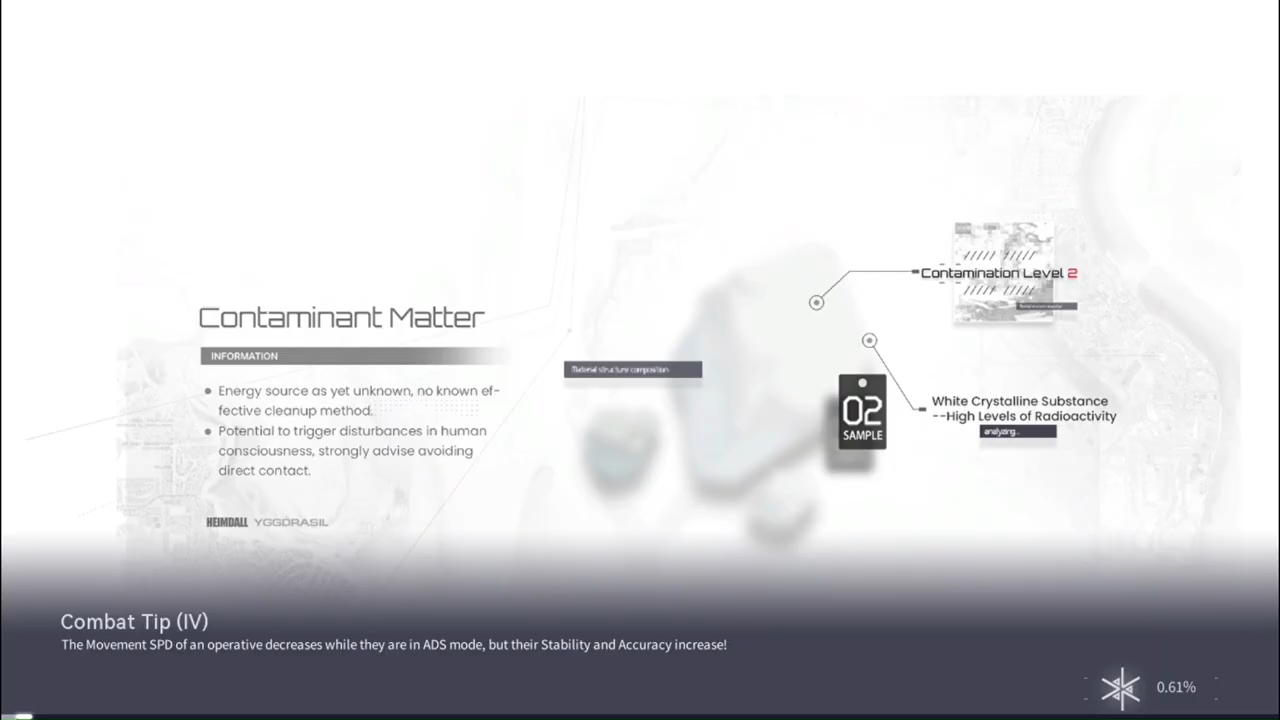 Contamination Level 2
Contaminant Matter
INFORMATION
Energy source as yet unknown, no known ef-
fective cleanup method.
Potential to trigger disturbances in human
consciousness, strongly advise avoiding
direct contact.
Material structure composition
02
SAMPLE
White Crystalline Substance
--High Levels of Radioactivity
analyzing...
HEIMDALL YGGDRASIL
Combat Tip (IV)
The Movement SPD of an operative decreases while they are in ADS mode, but their Stability and Accuracy increase!
0.61%